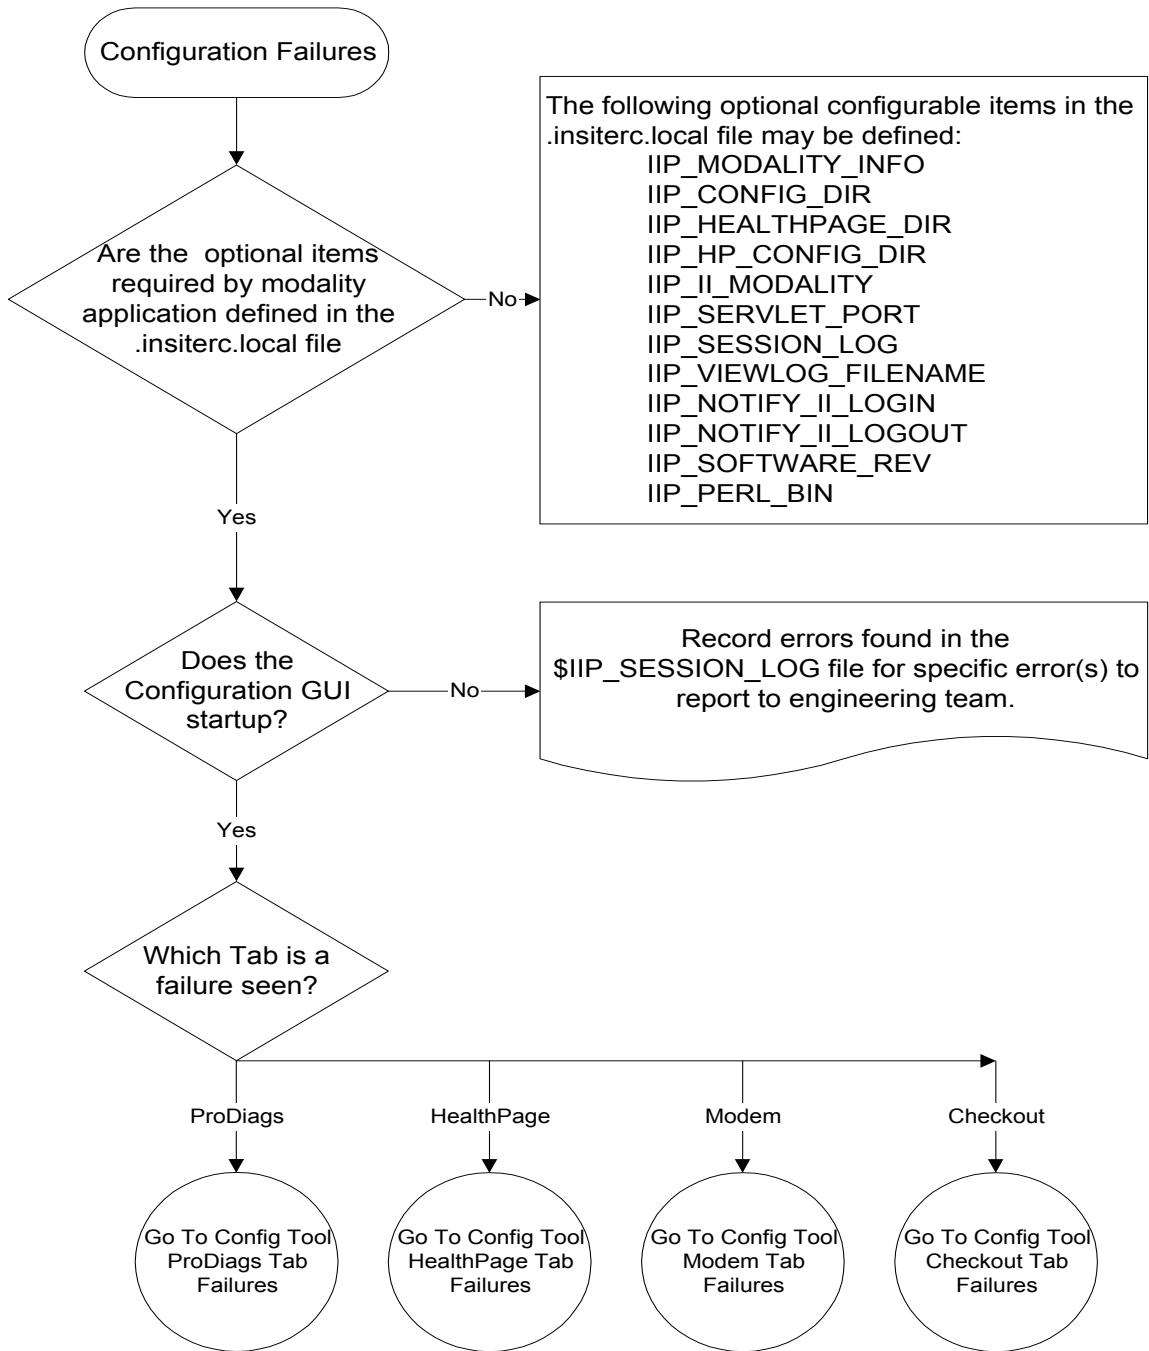 Configuration Failures
The following optional configurable items in the
.insiterc.local file may be defined:
IIP_MODALITY_INFO
IIP_CONFIG_DIR
IIP_HEALTHPAGE_DIR
IIP_HP_CONFIG_DIR
IIP_II_MODALITY
IIP_SERVLET_PORT
IIP_SESSION_LOG
IIP_VIEWLOG_FILENAME
IIP_NOTIFY_II_LOGIN
IIP_NOTIFY_II_LOGOUT
IIP_SOFTWARE_REV
IIP_PERL_BIN
Are the optional items
required by modality
application defined in the
.insiterc.local file
No
Yes
Does the
Configuration GUI
startup?
No
Record errors found in the
$IIP_SESSION_LOG file for specific error(s) to
report to engineering team.
Yes
Which Tab is a
failure seen?
ProDiags
HealthPage
Modem
Checkout
Go To Config Tool
ProDiags Tab
Failures
Go To Config Tool
HealthPage Tab
Failures
Go To Config Tool
Modem Tab
Failures
Go To Config Tool
Checkout Tab
Failures